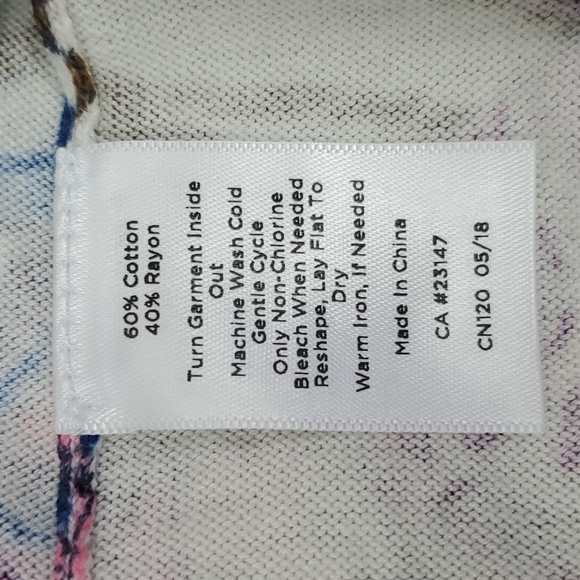 60% Cotton
40% Rayon
Turn Garment Inside
Out
Machine Wash Cold
Gentle Cycle
Only Non-Chlorine
Bleach When Needed
Reshape, Lay Flat To
Dry
Warm Iron, If Needed
Made In China
CA #23147
CN120 05/18